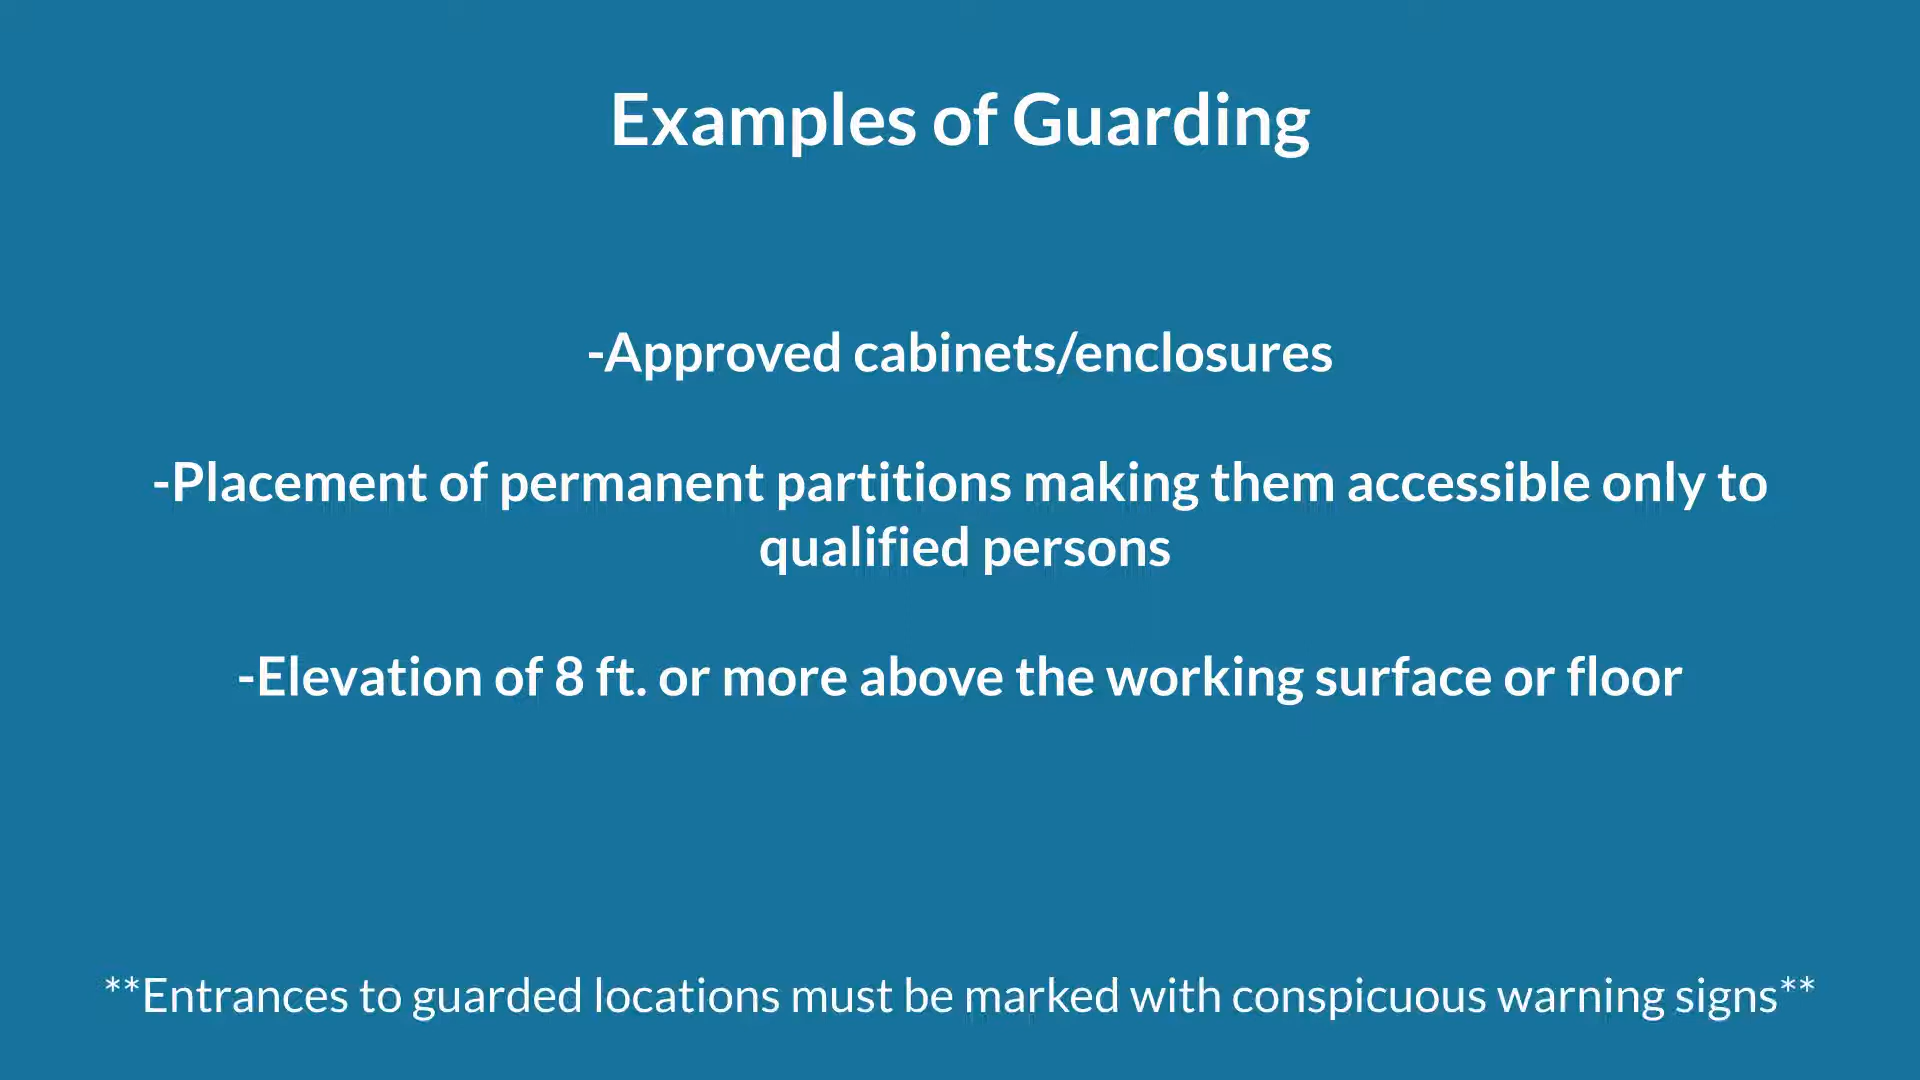 Examples of Guarding
-Approved cabinets/enclosures
-Placement of permanent partitions making them accessible only to
qualified persons
-Elevation of 8 ft. or more above the working surface or floor
**Entrances to guarded locations must be marked with conspicuous warning signs**